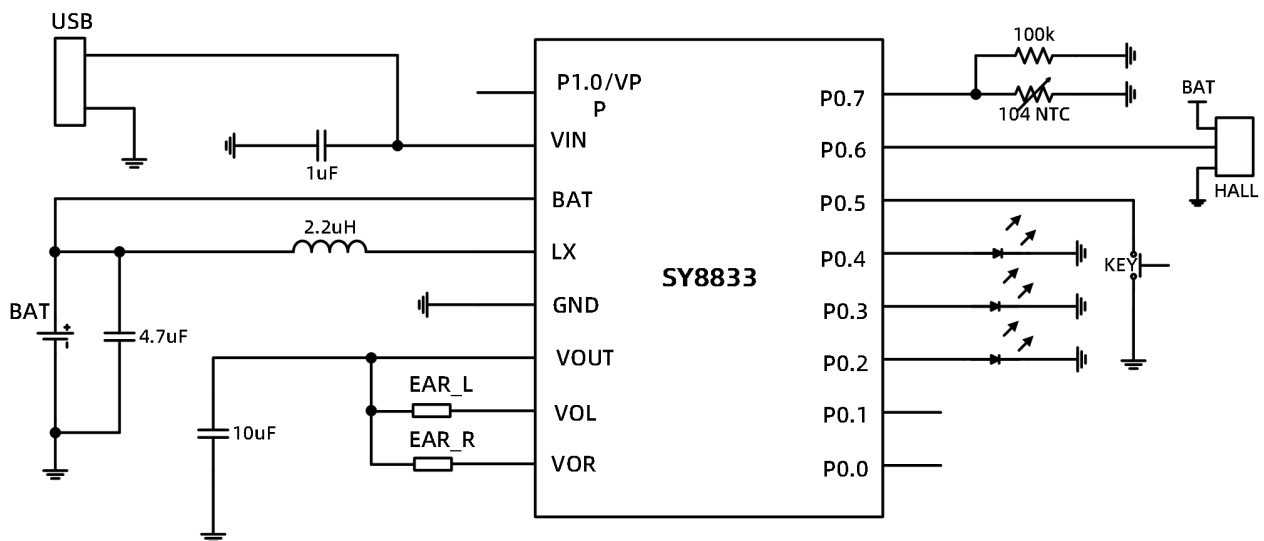 USB
P1.0/VP
P
VIN
1uF
BAT
2.2uH
LX
GND
BAT
4.7uF
VOUT
EAR_L
VOL
10uF
EAR_R
VOR
SY8833
100k
P0.7
104 NTC
BAT
P0.6
HALL
P0.5
P0.4
KEY
P0.3
P0.2
P0.1
P0.0